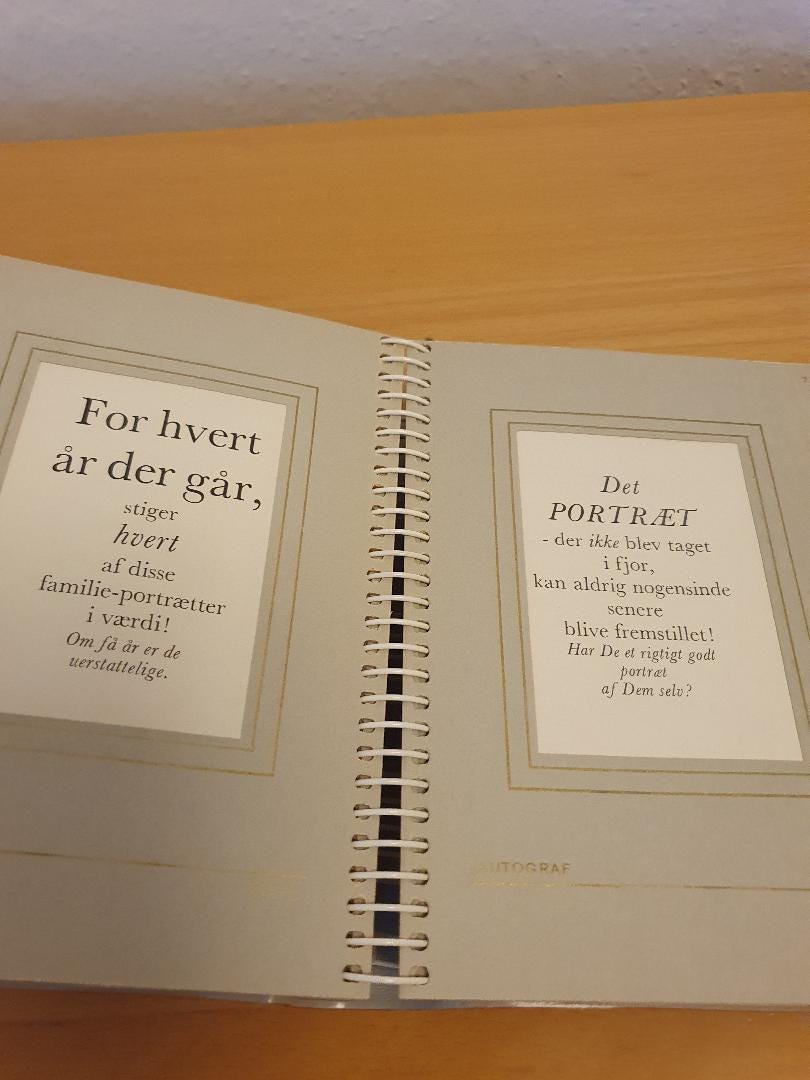 For hvert
år der går,
stiger
hvert
af disse
familie-portrætter
i værdi!
Om få år er de
uerstattelige.
Det
PORTRÆT
- der ikke blev taget
i fjor,
kan aldrig nogensinde
senere
blive fremstillet!
Har De et rigtigt godt
portræt
af Dem selv?
AUTOGRAF